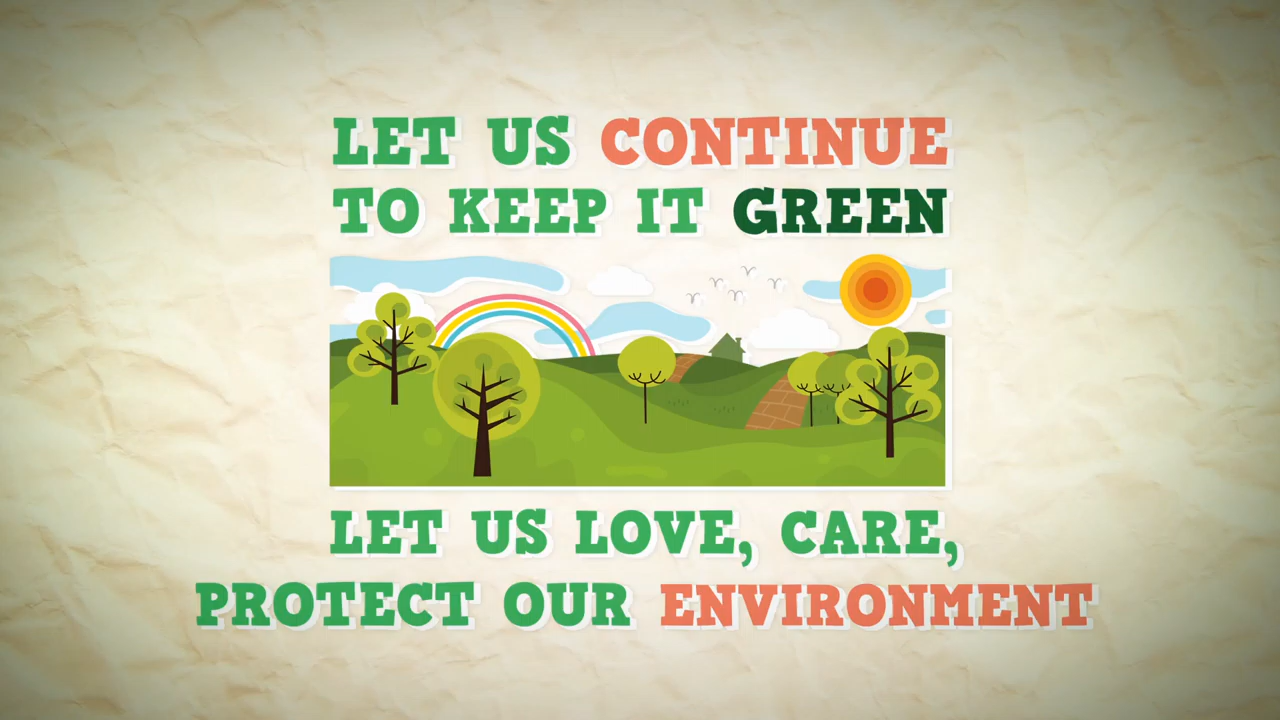 LET US CONTINUE
TO KEEP IT GREEN
LET US LOVE, CARE,
PROTECT OUR ENVIRONMENT